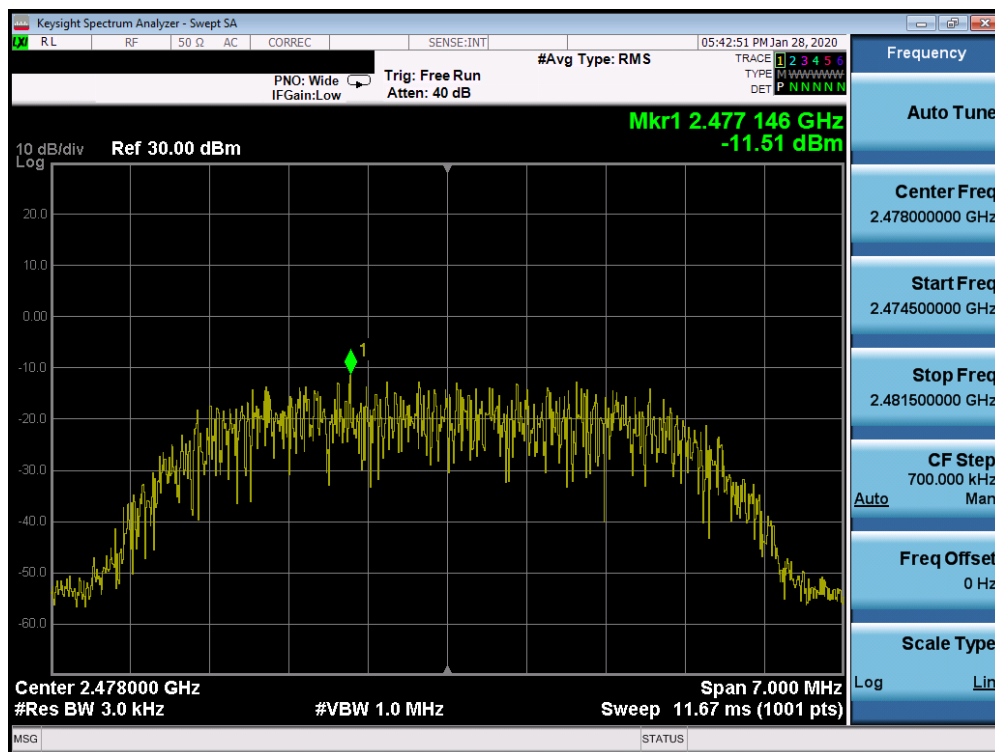 Keysight Spectrum Analyzer - Swept SA
LXI RL RF 50 Ω AC CORREC SENSE:INT 05:42:51 PM Jan 28, 2020
#Avg Type: RMS
TRACE 1 2 3 4 5 6
TYPE M W W W W W
DET P N N N N N
PNO: Wide
IFGain:Low
Trig: Free Run
Atten: 40 dB
Mkr1 2.477 146 GHz
-11.51 dBm
10 dB/div
Log
Ref 30.00 dBm
20.0
10.0
0.00
-10.0
-20.0
-30.0
-40.0
-50.0
-60.0
1
Center 2.478000 GHz
Span 7.000 MHz
#Res BW 3.0 kHz
#VBW 1.0 MHz
Sweep 11.67 ms (1001 pts)
MSG
STATUS
Frequency
Auto Tune
Center Freq
2.478000000 GHz
Start Freq
2.474500000 GHz
Stop Freq
2.481500000 GHz
CF Step
700.000 kHz
Auto Man
Freq Offset
0 Hz
Scale Type
Log Lin